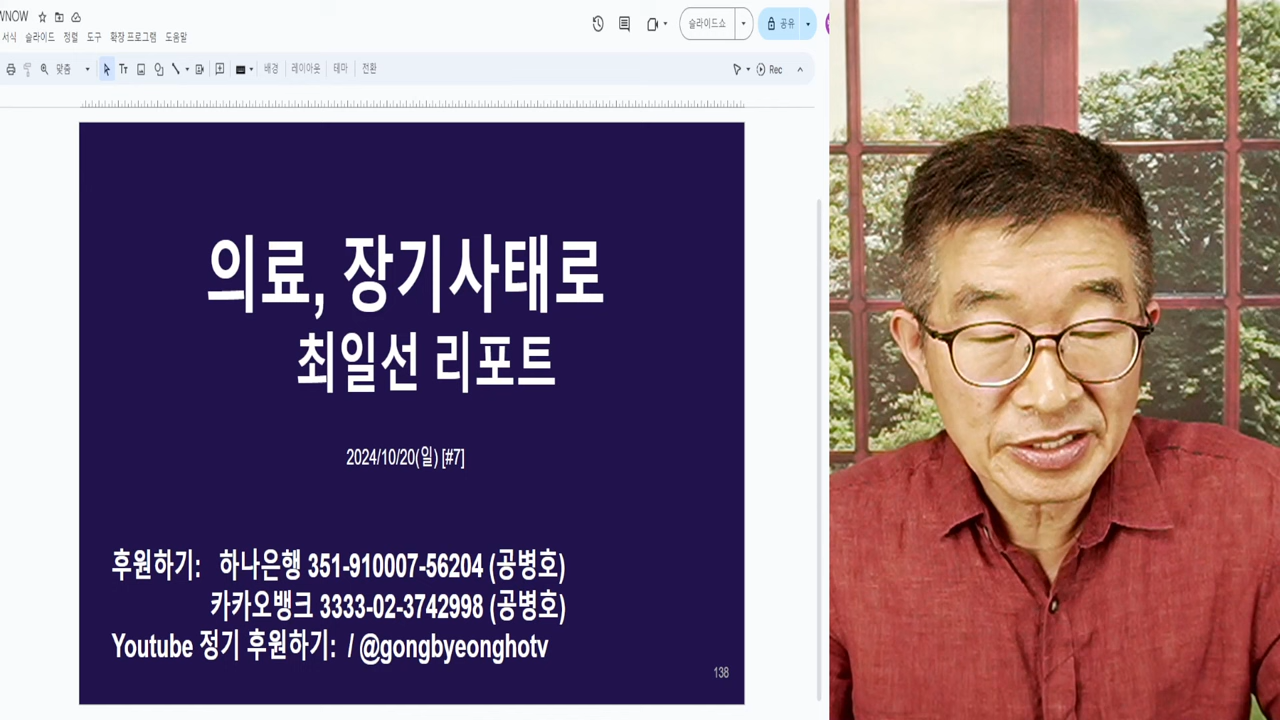 WNOW
서식 슬라이드 정렬 도구 확장 프로그램 도움말
슬라이드쇼
공유
맞춤
Tr
배경 레이아웃 테마 전환
Rec
의료, 장기사태로
최일선 리포트
2024/10/20(일) [#7]
후원하기: 하나은행 351-910007-56204 (공병호)
카카오뱅크 3333-02-3742998 (공병호)
Youtube 정기 후원하기: / @gongbyeonghotv
138